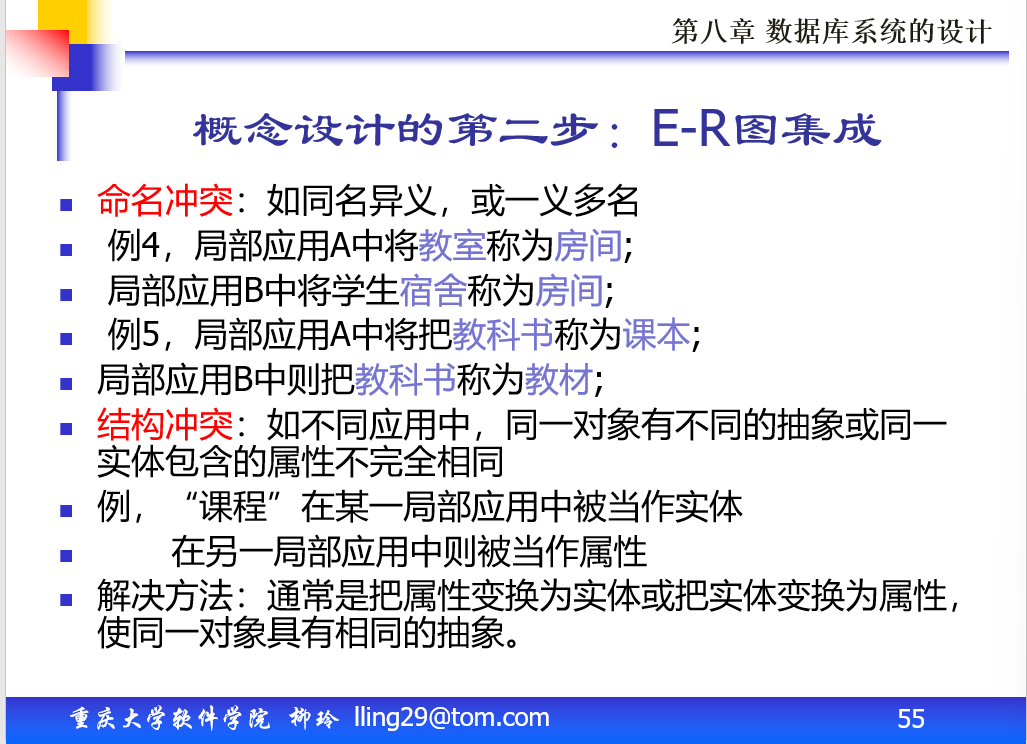 第八章 数据库系统的设计
概念设计的第二步：E-R图集成
命名冲突：如同名异义，或一义多名
例4，局部应用A中将教室称为房间;
局部应用B中将学生宿舍称为房间;
例5，局部应用A中将把教科书称为课本;
局部应用B中则把教科书称为教材;
结构冲突：如不同应用中，同一对象有不同的抽象或同一
实体包含的属性不完全相同
例，“课程”在某一局部应用中被当作实体
在另一局部应用中则被当作属性
解决方法：通常是把属性变换为实体或把实体变换为属性，
使同一对象具有相同的抽象。
重庆大学软件学院 柳玲 lling29@tom.com 55